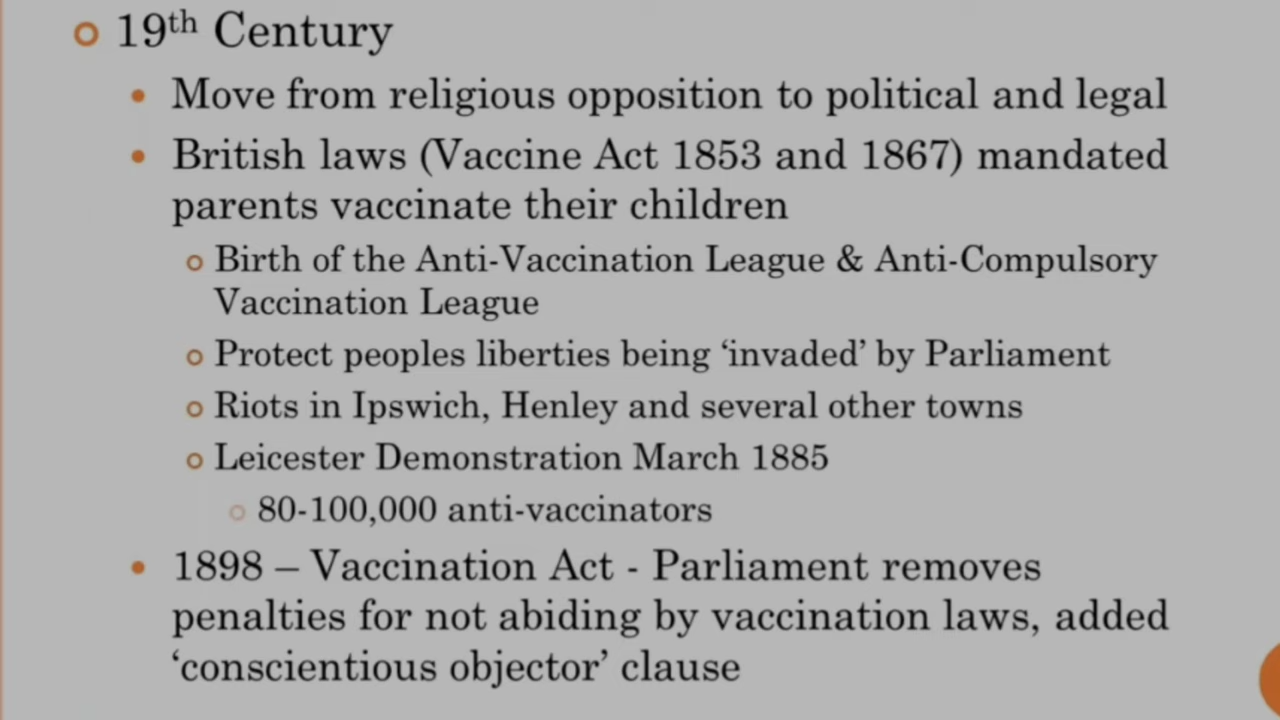 19th Century
Move from religious opposition to political and legal
British laws (Vaccine Act 1853 and 1867) mandated
parents vaccinate their children
Birth of the Anti-Vaccination League & Anti-Compulsory
Vaccination League
Protect peoples liberties being ‘invaded’ by Parliament
Riots in Ipswich, Henley and several other towns
Leicester Demonstration March 1885
80-100,000 anti-vaccinators
1898 – Vaccination Act - Parliament removes
penalties for not abiding by vaccination laws, added
‘conscientious objector’ clause